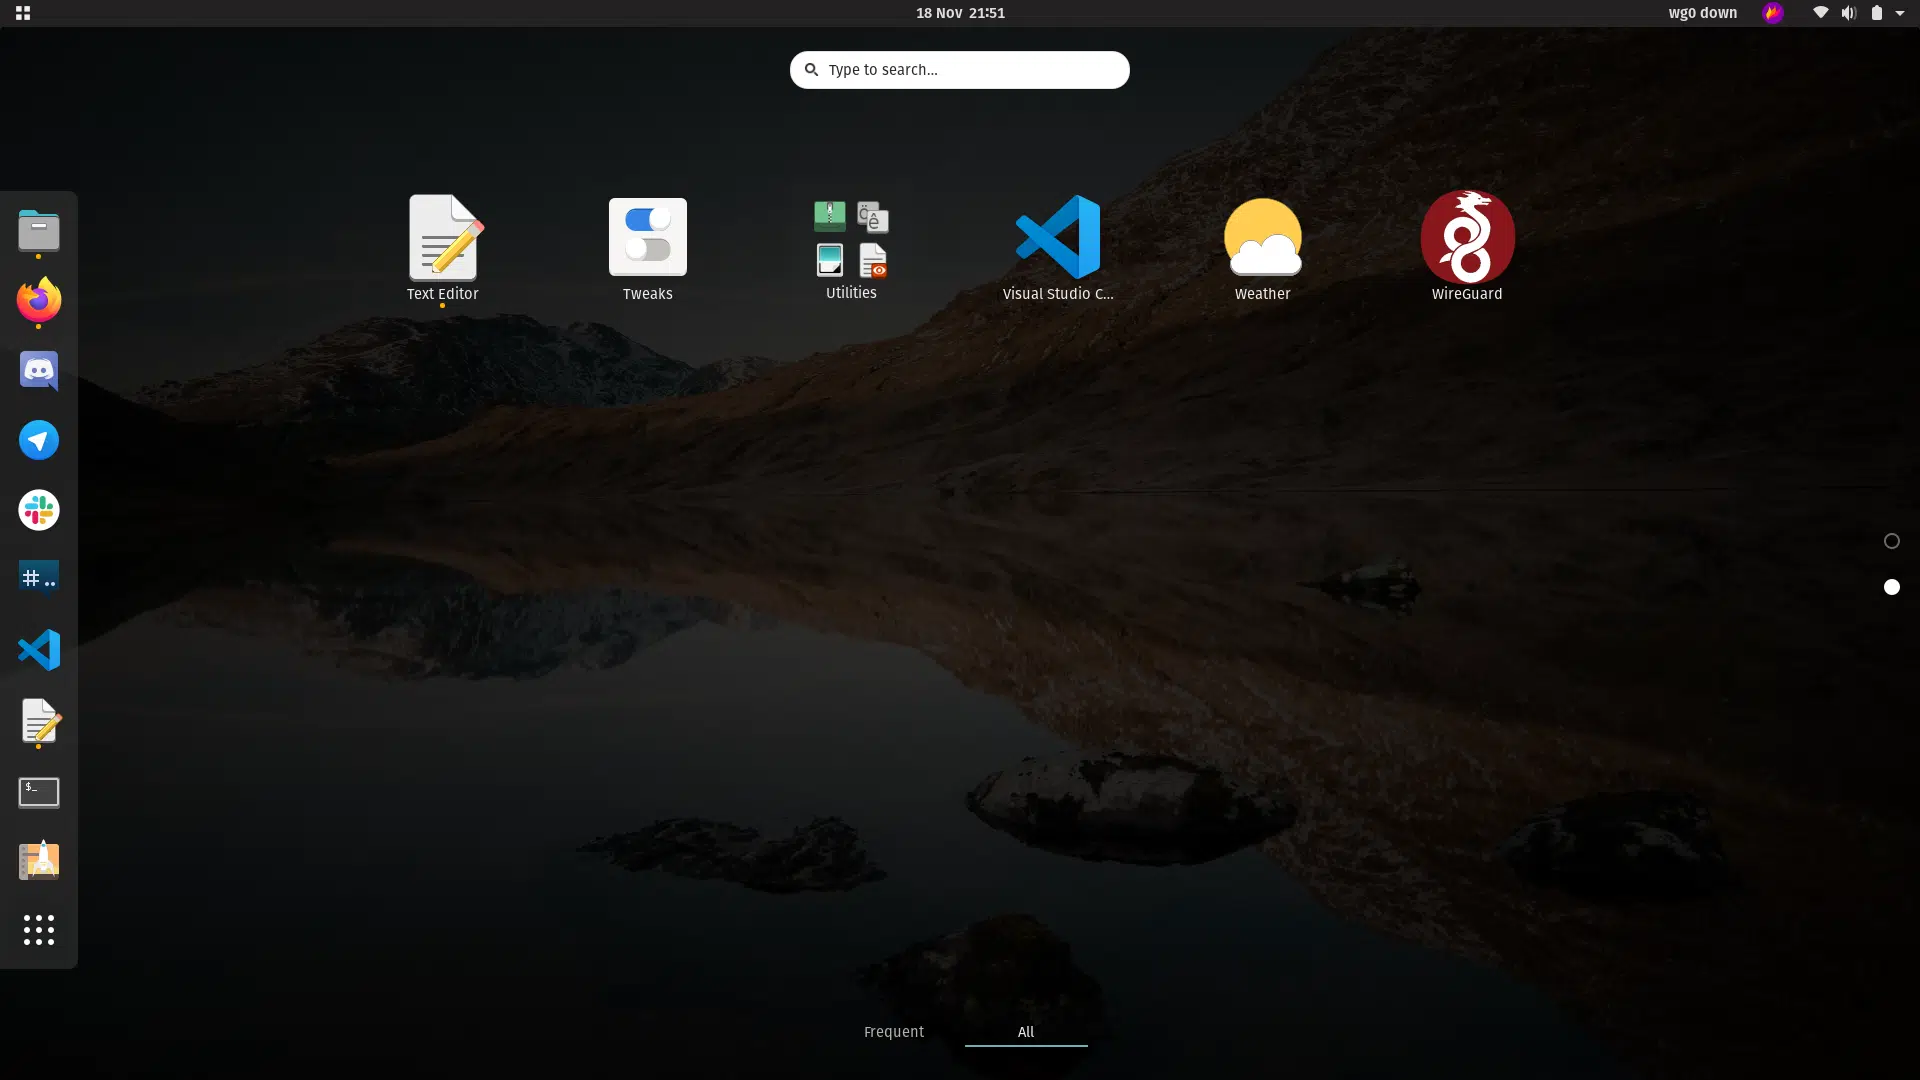 18 Nov 21:51
wg0 down
Type to search...
Text Editor
Tweaks
Utilities
Visual Studio C...
Weather
WireGuard
$_
Frequent
All